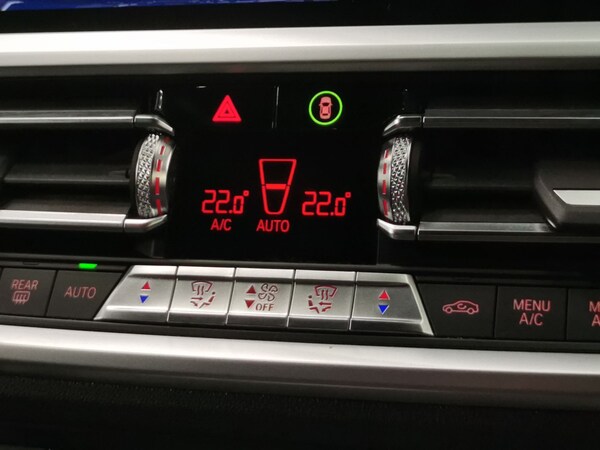 22.0° 22.0°
A/C AUTO
REAR
AUTO
OFF
MENU
A/C